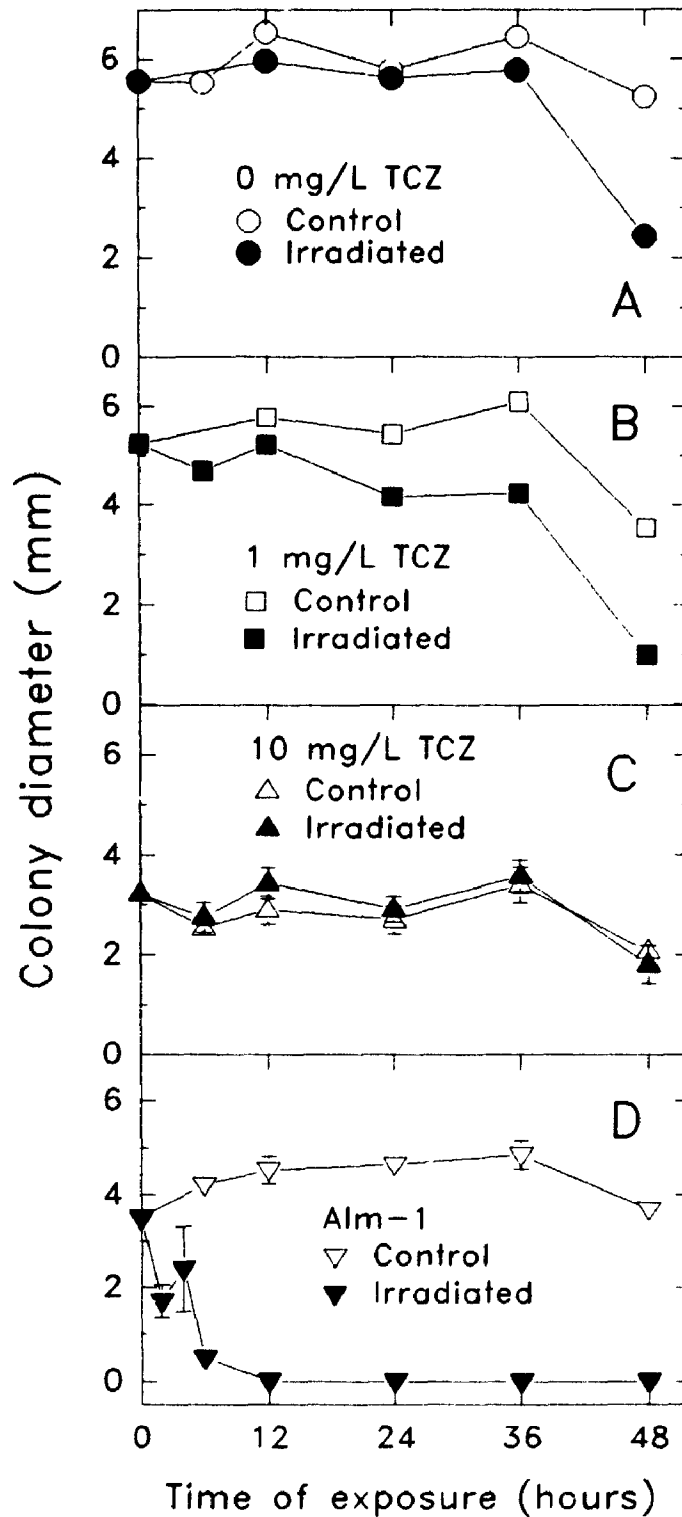 6
4
2
0
0 mg/L TCZ
Control
Irradiated
A
6
4
2
0
B
1 mg/L TCZ
Control
Irradiated
6
4
2
0
10 mg/L TCZ
Control
Irradiated
C
6
4
2
0
D
Alm-1
Control
Irradiated
0 12 24 36 48
Time of exposure (hours)
Colony diameter (mm)